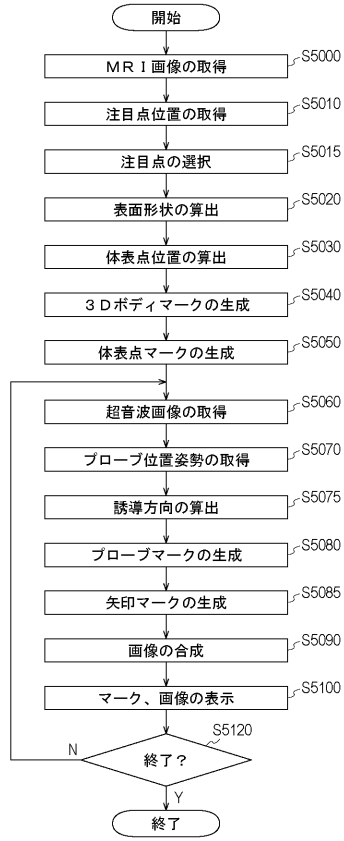 開始
MRI画像の取得
S5000
注目点位置の取得
S5010
注目点の選択
S5015
表面形状の算出
S5020
体表点位置の算出
S5030
3Dボディマークの生成
S5040
体表点マークの生成
S5050
超音波画像の取得
S5060
プローブ位置姿勢の取得
S5070
誘導方向の算出
S5075
プローブマークの生成
S5080
矢印マークの生成
S5085
画像の合成
S5090
マーク、画像の表示
S5100
終了?
S5120
N
Y
終了